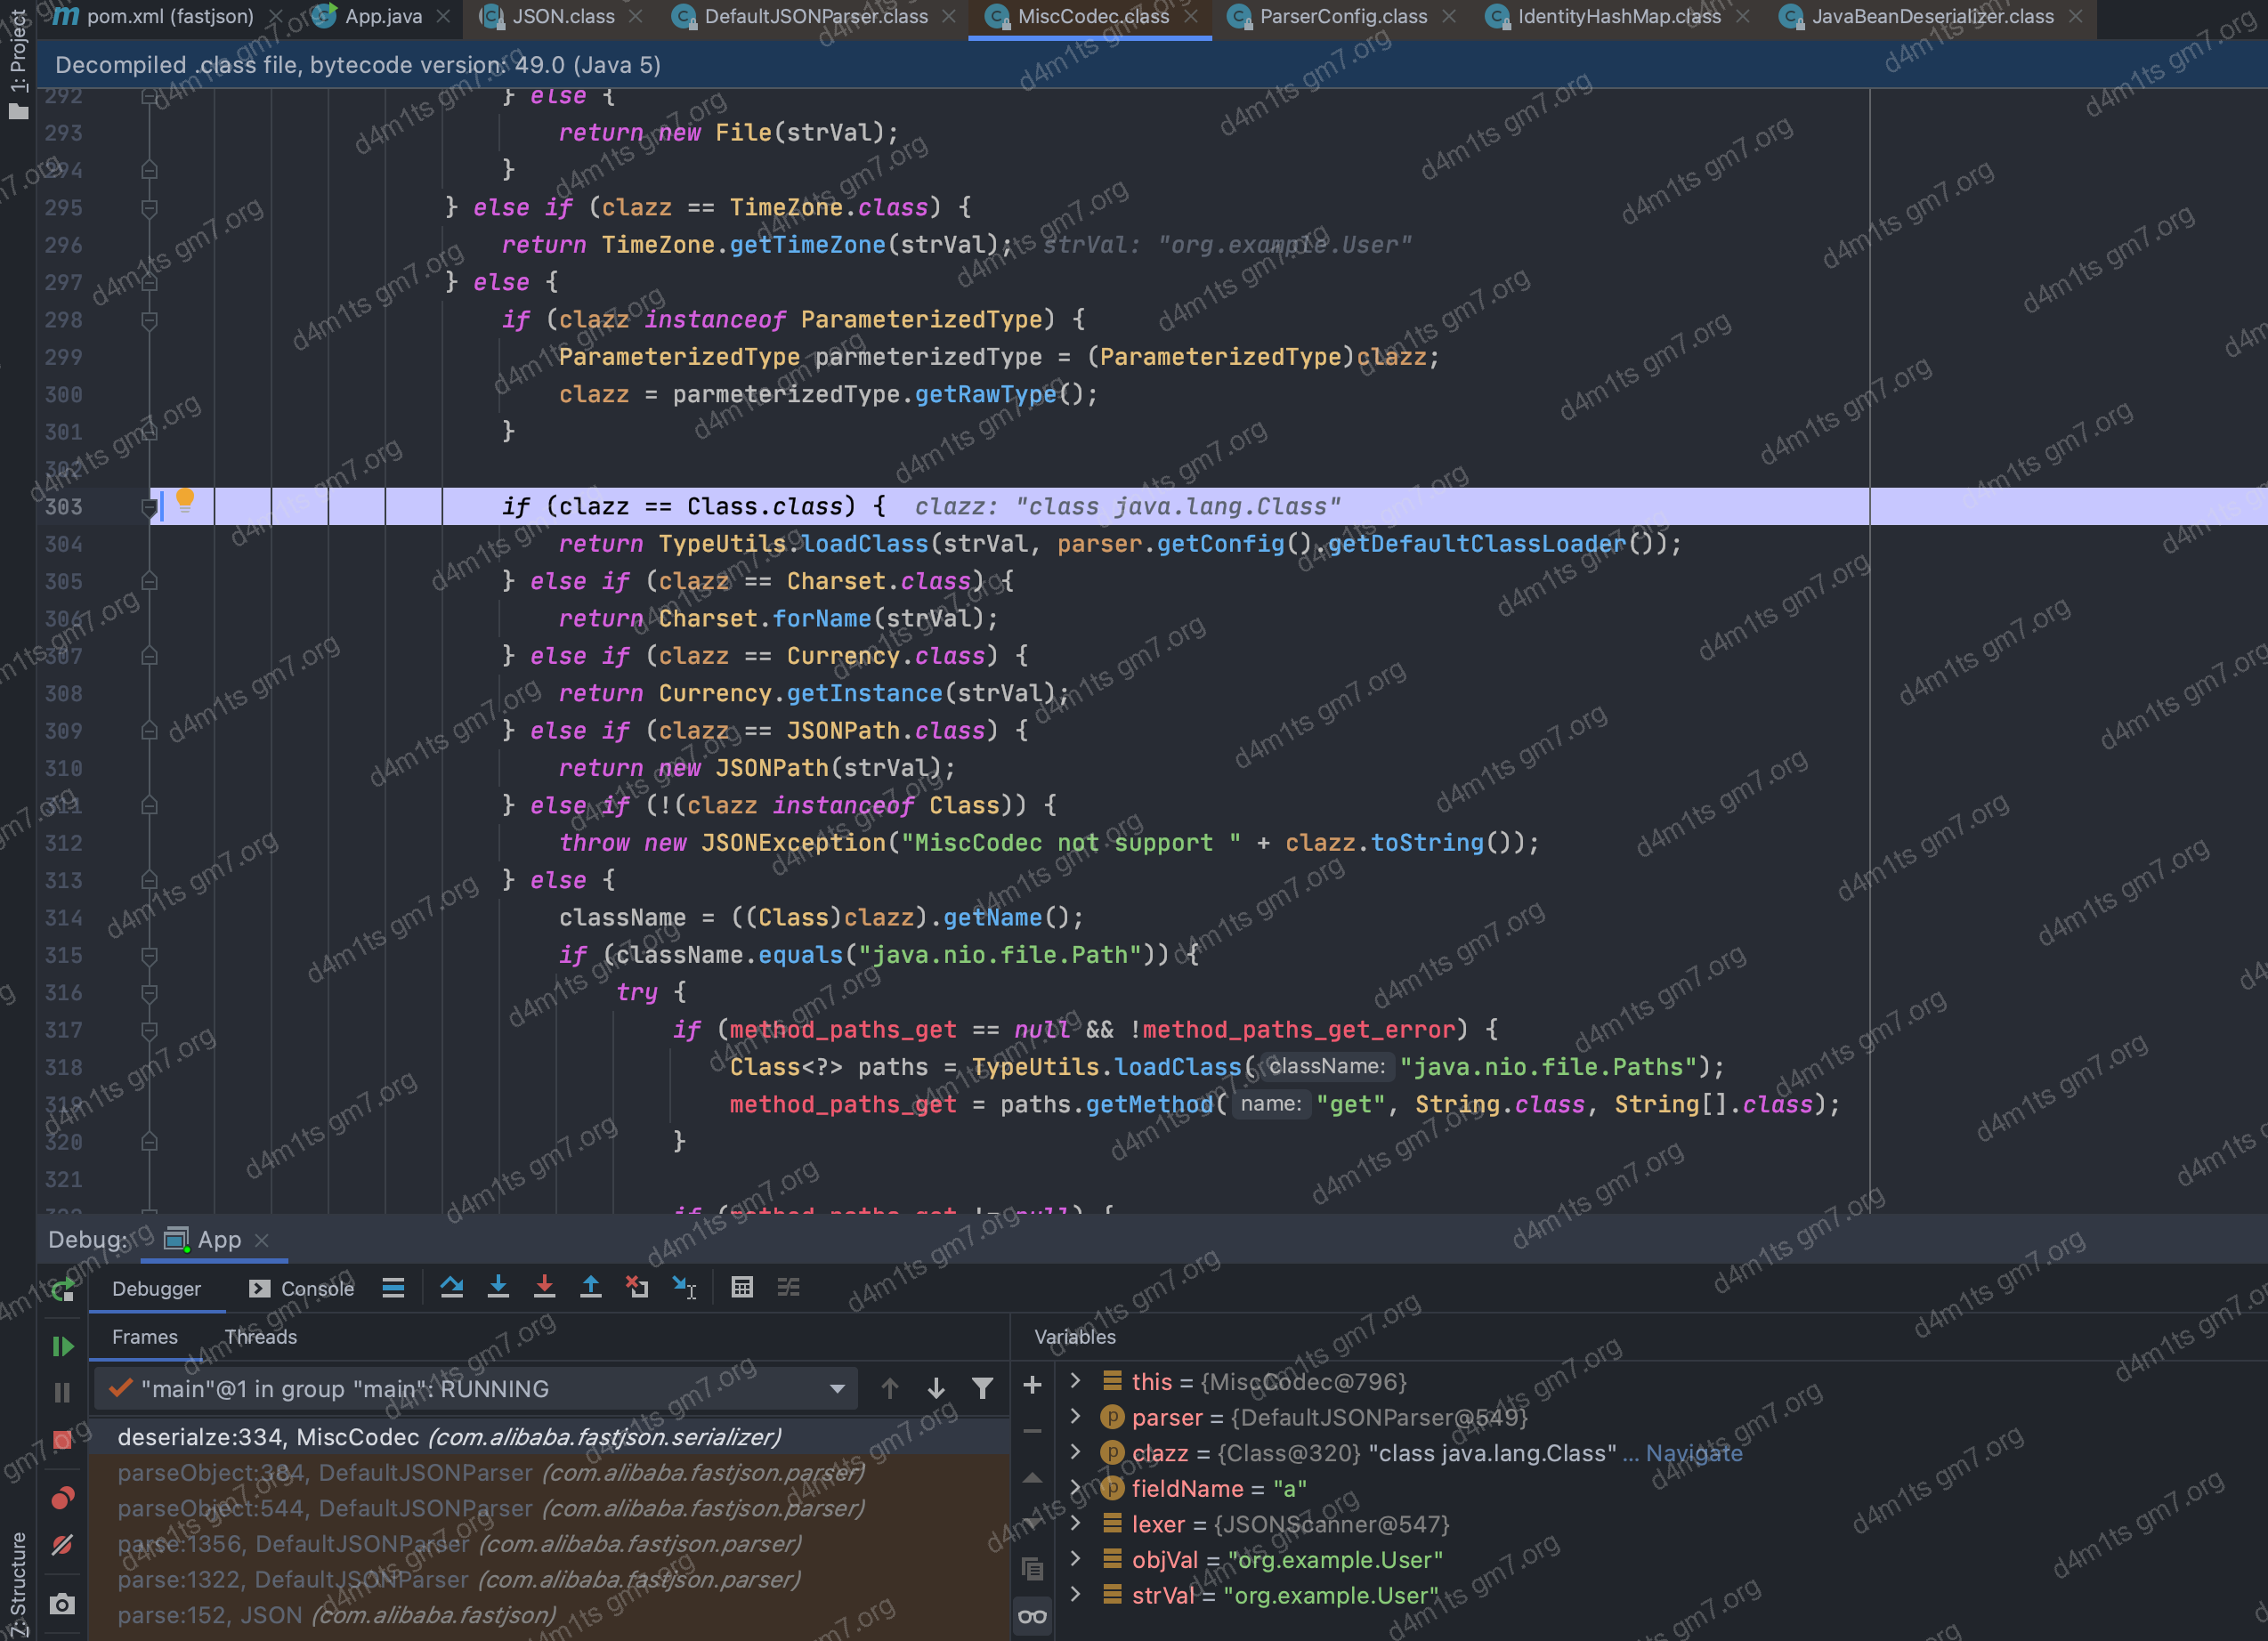 1: Project
pom.xml (fastjson)
App.java
JSON.class
DefaultJSONParser.class
MiscCodec.class
ParserConfig.class
IdentityHashMap.class
JavaBeanDeserializer.class
Decompiled .class file, bytecode version: 49.0 (Java 5)
292 } else {
293 return new File(strVal);
294 }
295 } else if (clazz == TimeZone.class) {
296 return TimeZone.getTimeZone(strVal); strVal: "org.example.User"
297 } else {
298 if (clazz instanceof ParameterizedType) {
299 ParameterizedType parmeterizedType = (ParameterizedType)clazz;
300 clazz = parmeterizedType.getRawType();
301 }
302
303 if (clazz == Class.class) { clazz: "class java.lang.Class"
304 return TypeUtils.loadClass(strVal, parser.getConfig().getDefaultClassLoader());
305 } else if (clazz == Charset.class) {
306 return Charset.forName(strVal);
307 } else if (clazz == Currency.class) {
308 return Currency.getInstance(strVal);
309 } else if (clazz == JSONPath.class) {
310 return new JSONPath(strVal);
311 } else if (!(clazz instanceof Class)) {
312 throw new JSONException("MiscCodec not support " + clazz.toString());
313 } else {
314 className = ((Class)clazz).getName();
315 if (className.equals("java.nio.file.Path")) {
316 try {
317 if (method_paths_get == null && !method_paths_get_error) {
318 Class<?> paths = TypeUtils.loadClass( className: "java.nio.file.Paths");
319 method_paths_get = paths.getMethod( name: "get", String.class, String[].class);
320 }
321
322 if (method_paths_get != null) {
Debug: App
Debugger
Console
Frames
Threads
Variables
"main"@1 in group "main": RUNNING
deserialze:334, MiscCodec (com.alibaba.fastjson.serializer)
parseObject:384, DefaultJSONParser (com.alibaba.fastjson.parser)
parseObject:544, DefaultJSONParser (com.alibaba.fastjson.parser)
parse:1356, DefaultJSONParser (com.alibaba.fastjson.parser)
parse:1322, DefaultJSONParser (com.alibaba.fastjson.parser)
parse:152, JSON (com.alibaba.fastjson)
this = {MiscCodec@796}
parser = {DefaultJSONParser@549}
clazz = {Class@320} "class java.lang.Class" ... Navigate
fieldName = "a"
lexer = {JSONScanner@547}
objVal = "org.example.User"
strVal = "org.example.User"
Z: Structure
d4m1ts gm7.org